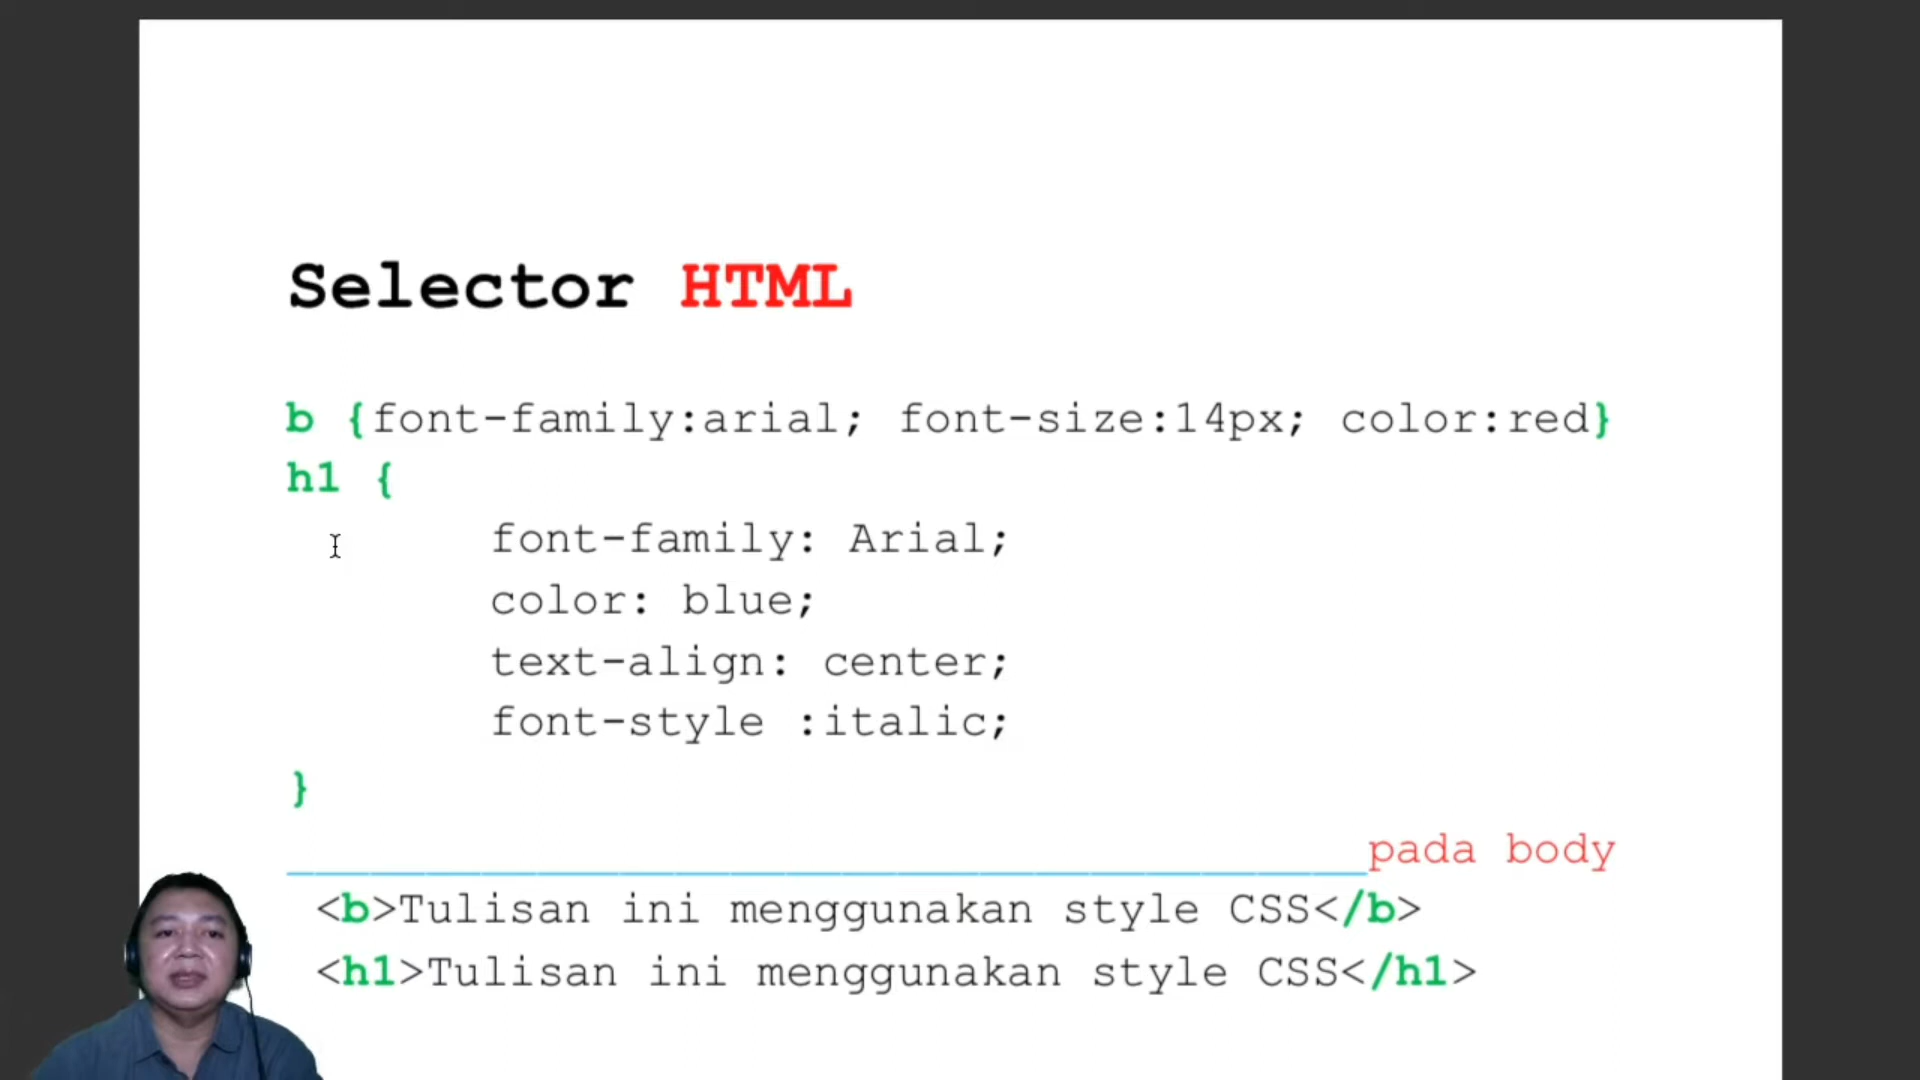 Selector HTML
b {font-family:arial; font-size:14px; color:red}
h1 {
font-family: Arial;
color: blue;
text-align: center;
font-style :italic;
}
pada body
<b>Tulisan ini menggunakan style CSS</b>
<h1>Tulisan ini menggunakan style CSS</h1>